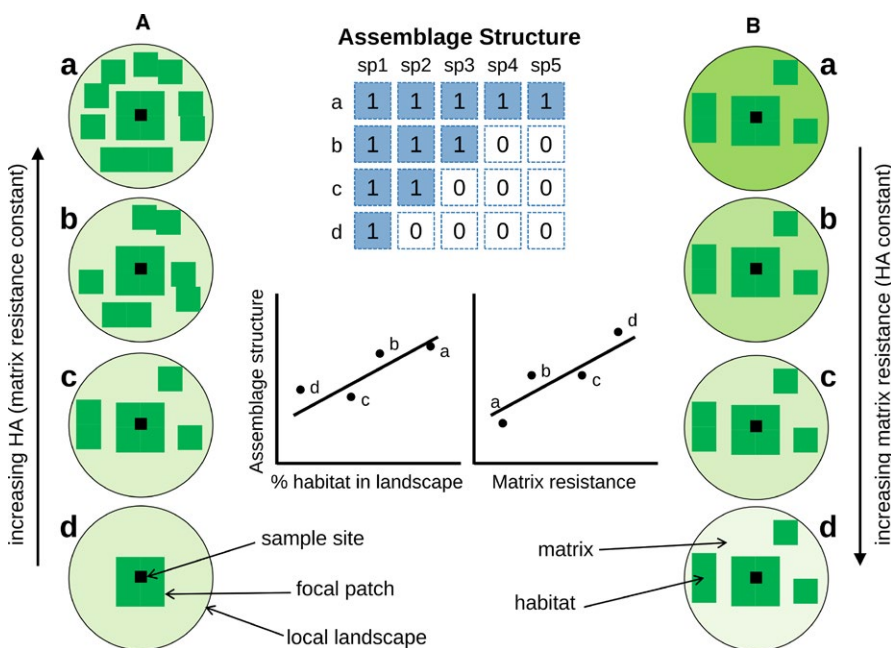 A
B
Assemblage Structure
sp1 sp2 sp3 sp4 sp5
a 1 1 1 1 1
b 1 1 1 0 0
c 1 1 0 0 0
d 1 0 0 0 0
a
b
c
d
increasing HA (matrix resistance constant)
Assemblage structure
d
c
b
a
% habitat in landscape
a
b
c
d
Matrix resistance
sample site
focal patch
local landscape
a
b
c
d
matrix
habitat
increasing matrix resistance (HA constant)